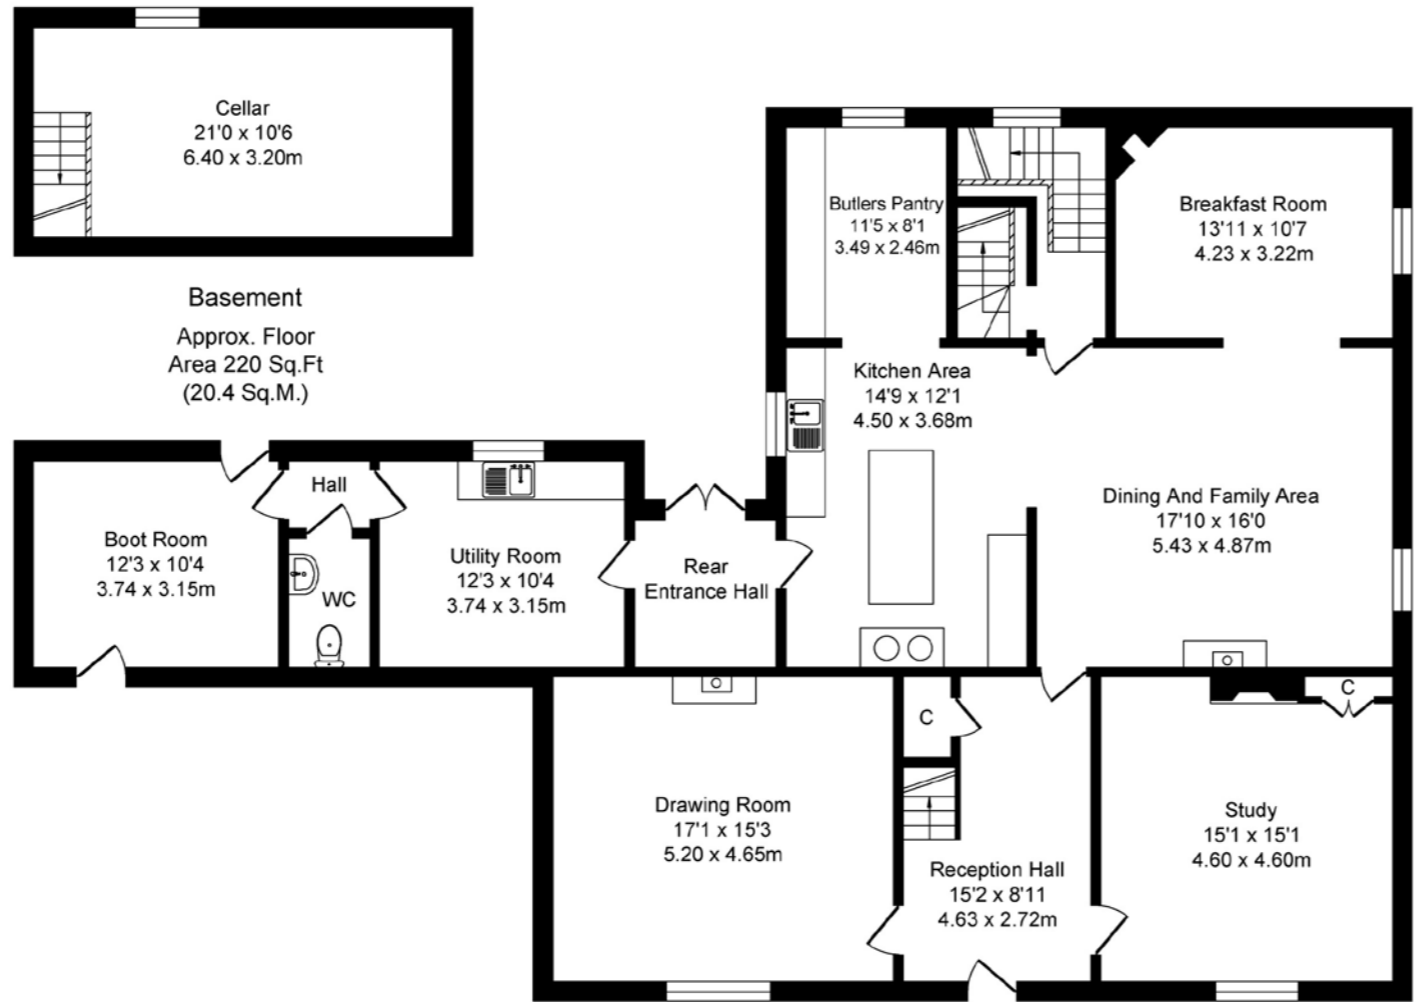 Cellar
21'0 x 10'6
6.40 x 3.20m
Basement
Approx. Floor
Area 220 Sq.Ft
(20.4 Sq.M.)
Butlers Pantry
11'5 x 8'1
3.49 x 2.46m
Breakfast Room
13'11 x 10'7
4.23 x 3.22m
Kitchen Area
14'9 x 12'1
4.50 x 3.68m
Dining And Family Area
17'10 x 16'0
5.43 x 4.87m
Boot Room
12'3 x 10'4
3.74 x 3.15m
Hall
WC
Utility Room
12'3 x 10'4
3.74 x 3.15m
Rear
Entrance Hall
Drawing Room
17'1 x 15'3
5.20 x 4.65m
C
Reception Hall
15'2 x 8'11
4.63 x 2.72m
C
Study
15'1 x 15'1
4.60 x 4.60m